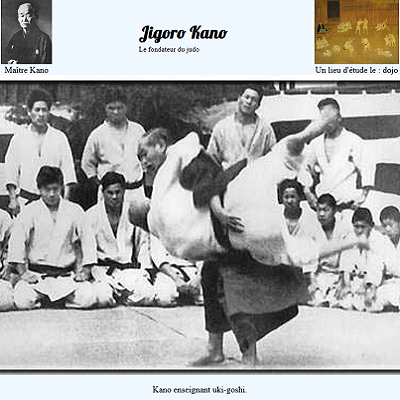 Jigoro Kano
Le fondateur du judo
Maître Kano
Un lieu d'étude le : dojo
Kano enseignant uki-goshi.